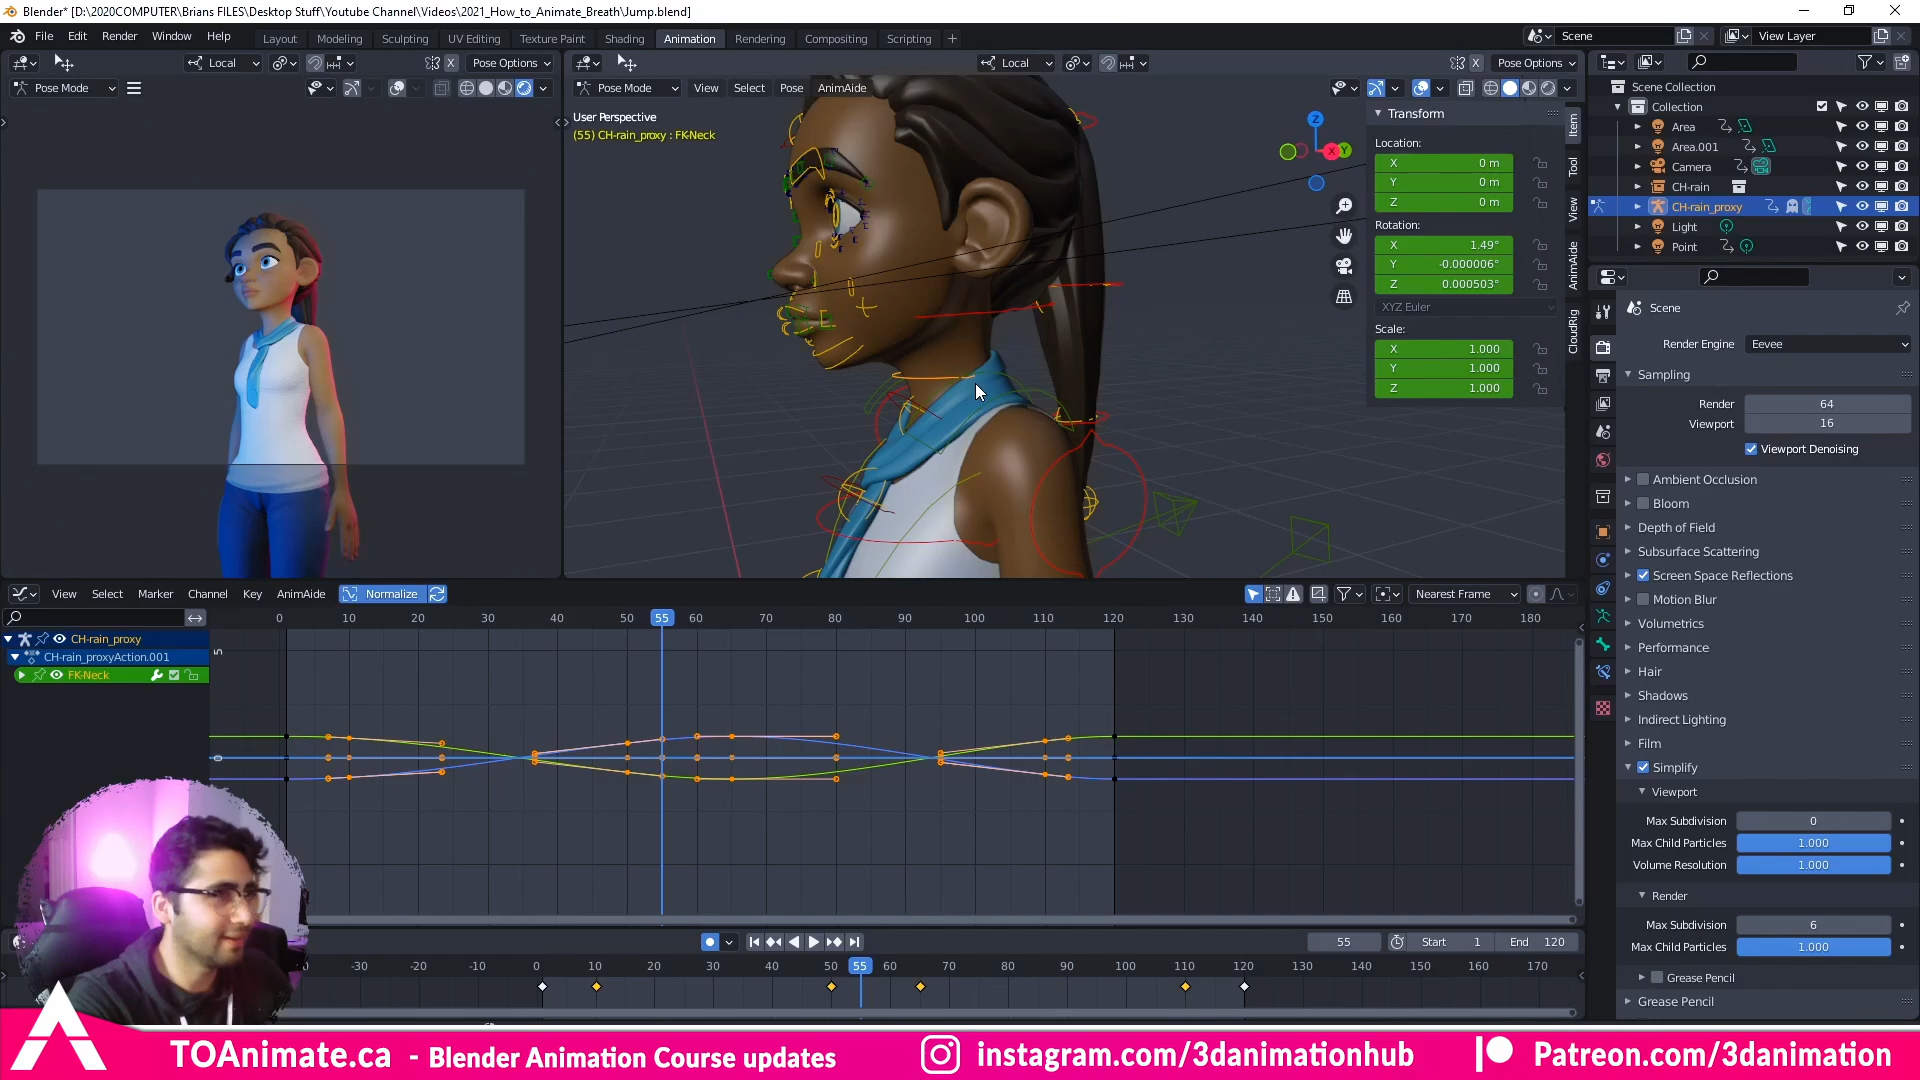 Blender* [D:\2020COMPUTER\Brians FILES\Desktop Stuff\Youtube Channel\Videos\2021_How_to_Animate_Breath\Jump.blend]
File Edit Render Window Help Layout Modeling Sculpting UV Editing Texture Paint Shading Animation Rendering Compositing Scripting + Scene View Layer
Local X Pose Options
Pose Mode
Local X Pose Options
Pose Mode View Select Pose AnimAide
User Perspective
(55) CH-rain_proxy : FK-Neck
Z
X
Y
Transform
Location:
X 0 m
Y 0 m
Z 0 m
Rotation:
X 1.49°
Y -0.000006°
Z 0.000503°
XYZ Euler
Scale:
X 1.000
Y 1.000
Z 1.000
Item
Tool
View
AnimAide
CloudRig
Scene Collection
Collection
Area
Area.001
Camera
CH-rain
CH-rain_proxy
Light
Point
Scene
Render Engine Eevee
Sampling
Render 64
Viewport 16
Viewport Denoising
Ambient Occlusion
Bloom
Depth of Field
Subsurface Scattering
Screen Space Reflections
Motion Blur
Volumetrics
Performance
Hair
Shadows
Indirect Lighting
Film
Simplify
Viewport
Max Subdivision 0
Max Child Particles 1.000
Volume Resolution 1.000
Render
Max Subdivision 6
Max Child Particles 1.000
Grease Pencil
Grease Pencil
View Select Marker Channel Key AnimAide Normalize Nearest Frame
0 10 20 30 40 50 55 60 70 80 90 100 110 120 130 140 150 160 170 180
CH-rain_proxy
CH-rain_proxyAction.001
FK-Neck
5
0
55 Start 1 End 120
-30 -20 -10 0 10 20 30 40 50 55 60 70 80 90 100 110 120 130 140 150 160 170
TOAnimate.ca - Blender Animation Course updates instagram.com/3danimationhub Patreon.com/3danimation